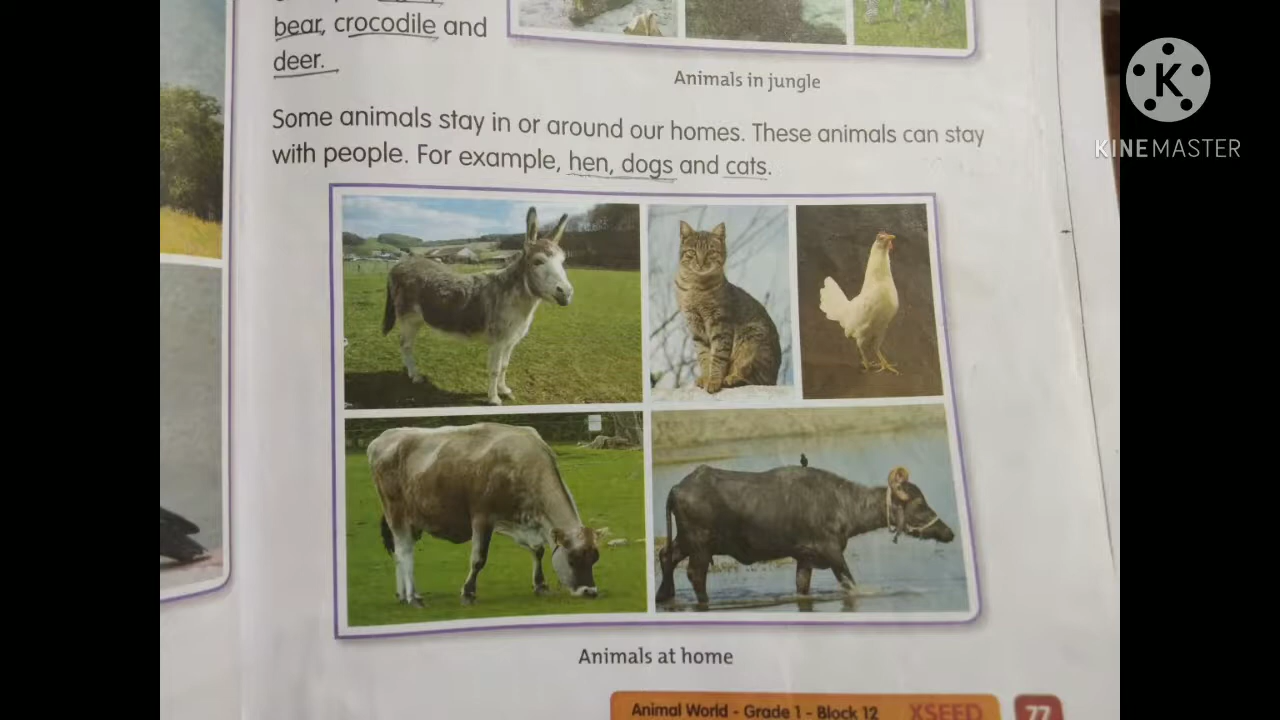 bear, crocodile and
deer.
Animals in jungle
Some animals stay in or around our homes. These animals can stay
with people. For example, hen, dogs and cats.
Animals at home
Animal World - Grade 1 - Block 12 XSEED 77
K
KINEMASTER